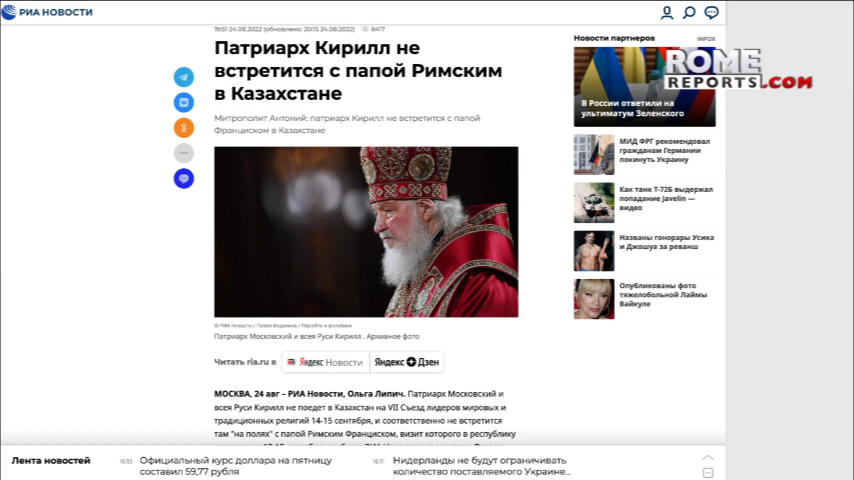 РИА НОВОСТИ
19:51 24.08.2022 (обновлено: 20:15 24.08.2022) 8417
Патриарх Кирилл не
встретится с папой Римским
в Казахстане
Митрополит Антоний: патриарх Кирилл не встретится с папой
Франциском в Казахстане
© РИА Новости / Павел Бедняков / Перейти в фотобанк
Патриарх Московский и всея Руси Кирилл . Архивное фото
Читать ria.ru в
Яндекс Новости
Яндекс Дзен
МОСКВА, 24 авг – РИА Новости, Ольга Липич. Патриарх Московский и
всея Руси Кирилл не поедет в Казахстан на VII Съезд лидеров мировых и
традиционных религий 14-15 сентября, и соответственно не встретится
там "на полях" с папой Римским Франциском, визит которого в республику
Новости партнеров
INFOX
ROME
REPORTS.COM
В России ответили на
ультиматум Зеленского
МИД ФРГ рекомендовал
гражданам Германии
покинуть Украину
Как танк Т-72Б выдержал
попадание Javelin —
видео
Названы гонорары Усика
и Джошуа за реванш
Опубликованы фото
тяжелобольной Лаймы
Вайкуле
Лента новостей
16:33 Официальный курс доллара на пятницу
составил 59,77 рубля
16:11 Нидерланды не будут ограничивать
количество поставляемого Украине...